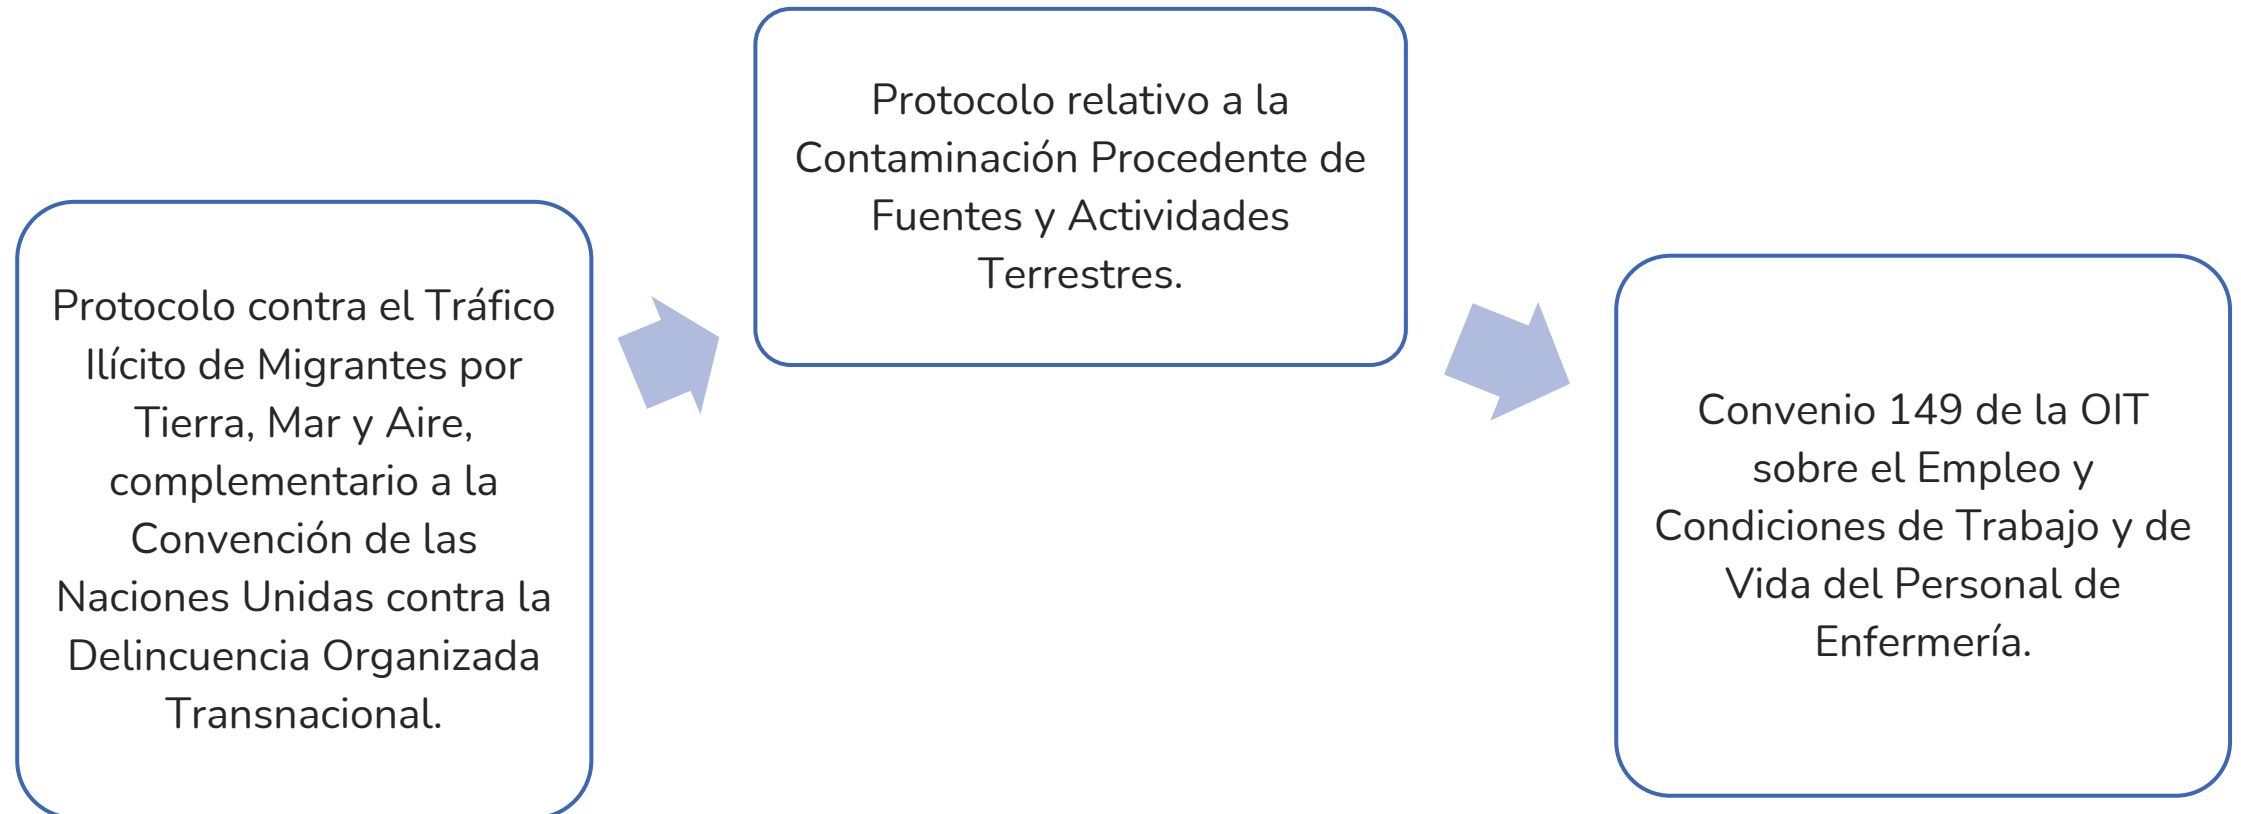 Protocolo contra el Tráfico
Ilícito de Migrantes por
Tierra, Mar y Aire,
complementario a la
Convención de las
Naciones Unidas contra la
Delincuencia Organizada
Transnacional.
Protocolo relativo a la
Contaminación Procedente de
Fuentes y Actividades
Terrestres.
Convenio 149 de la OIT
sobre el Empleo y
Condiciones de Trabajo y de
Vida del Personal de
Enfermería.